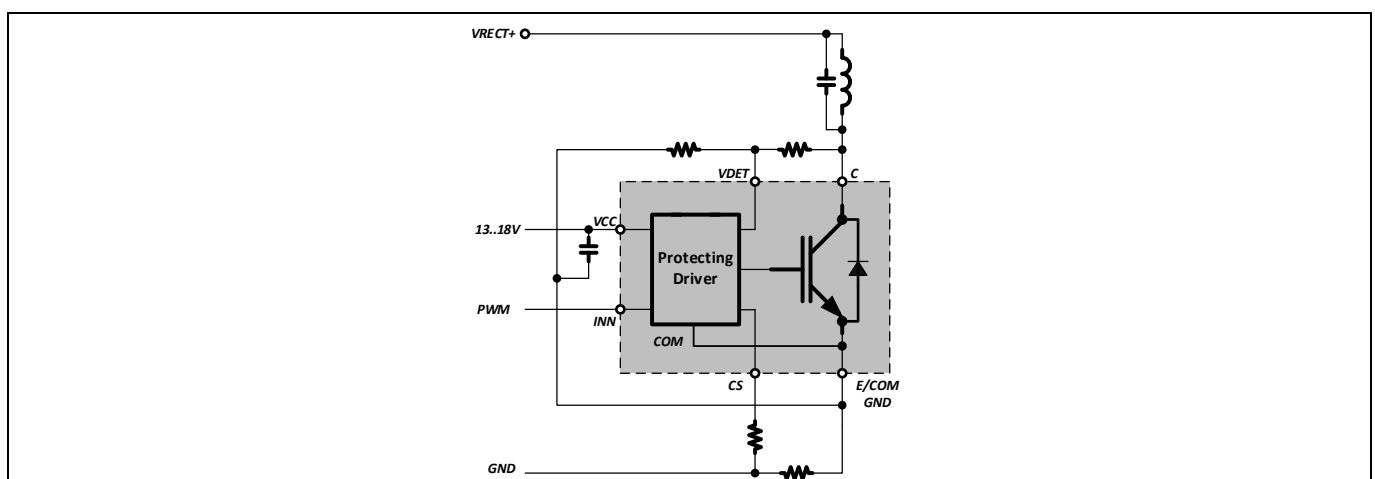 VRECT+
VDET
C
13..18V
VCC
Protecting
Driver
PWM
INN
COM
CS
E/COM
GND
GND